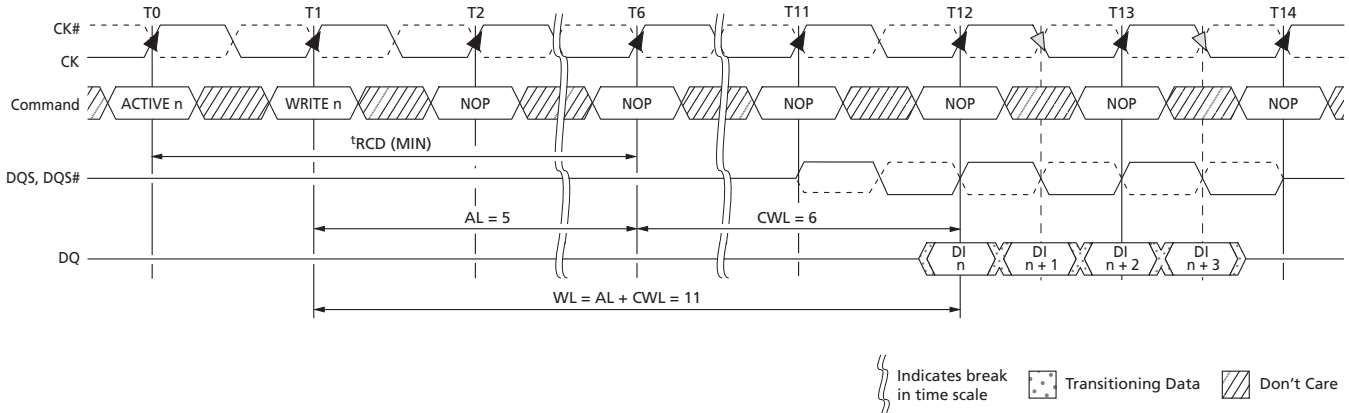 T0 T1 T2 T6 T11 T12 T13 T14
CK#
CK
Command ACTIVE n WRITE n NOP NOP NOP NOP NOP NOP
tRCD (MIN)
DQS, DQS#
AL = 5 CWL = 6
DQ DI n DI n + 1 DI n + 2 DI n + 3
WL = AL + CWL = 11
Indicates break
in time scale
Transitioning Data
Don't Care